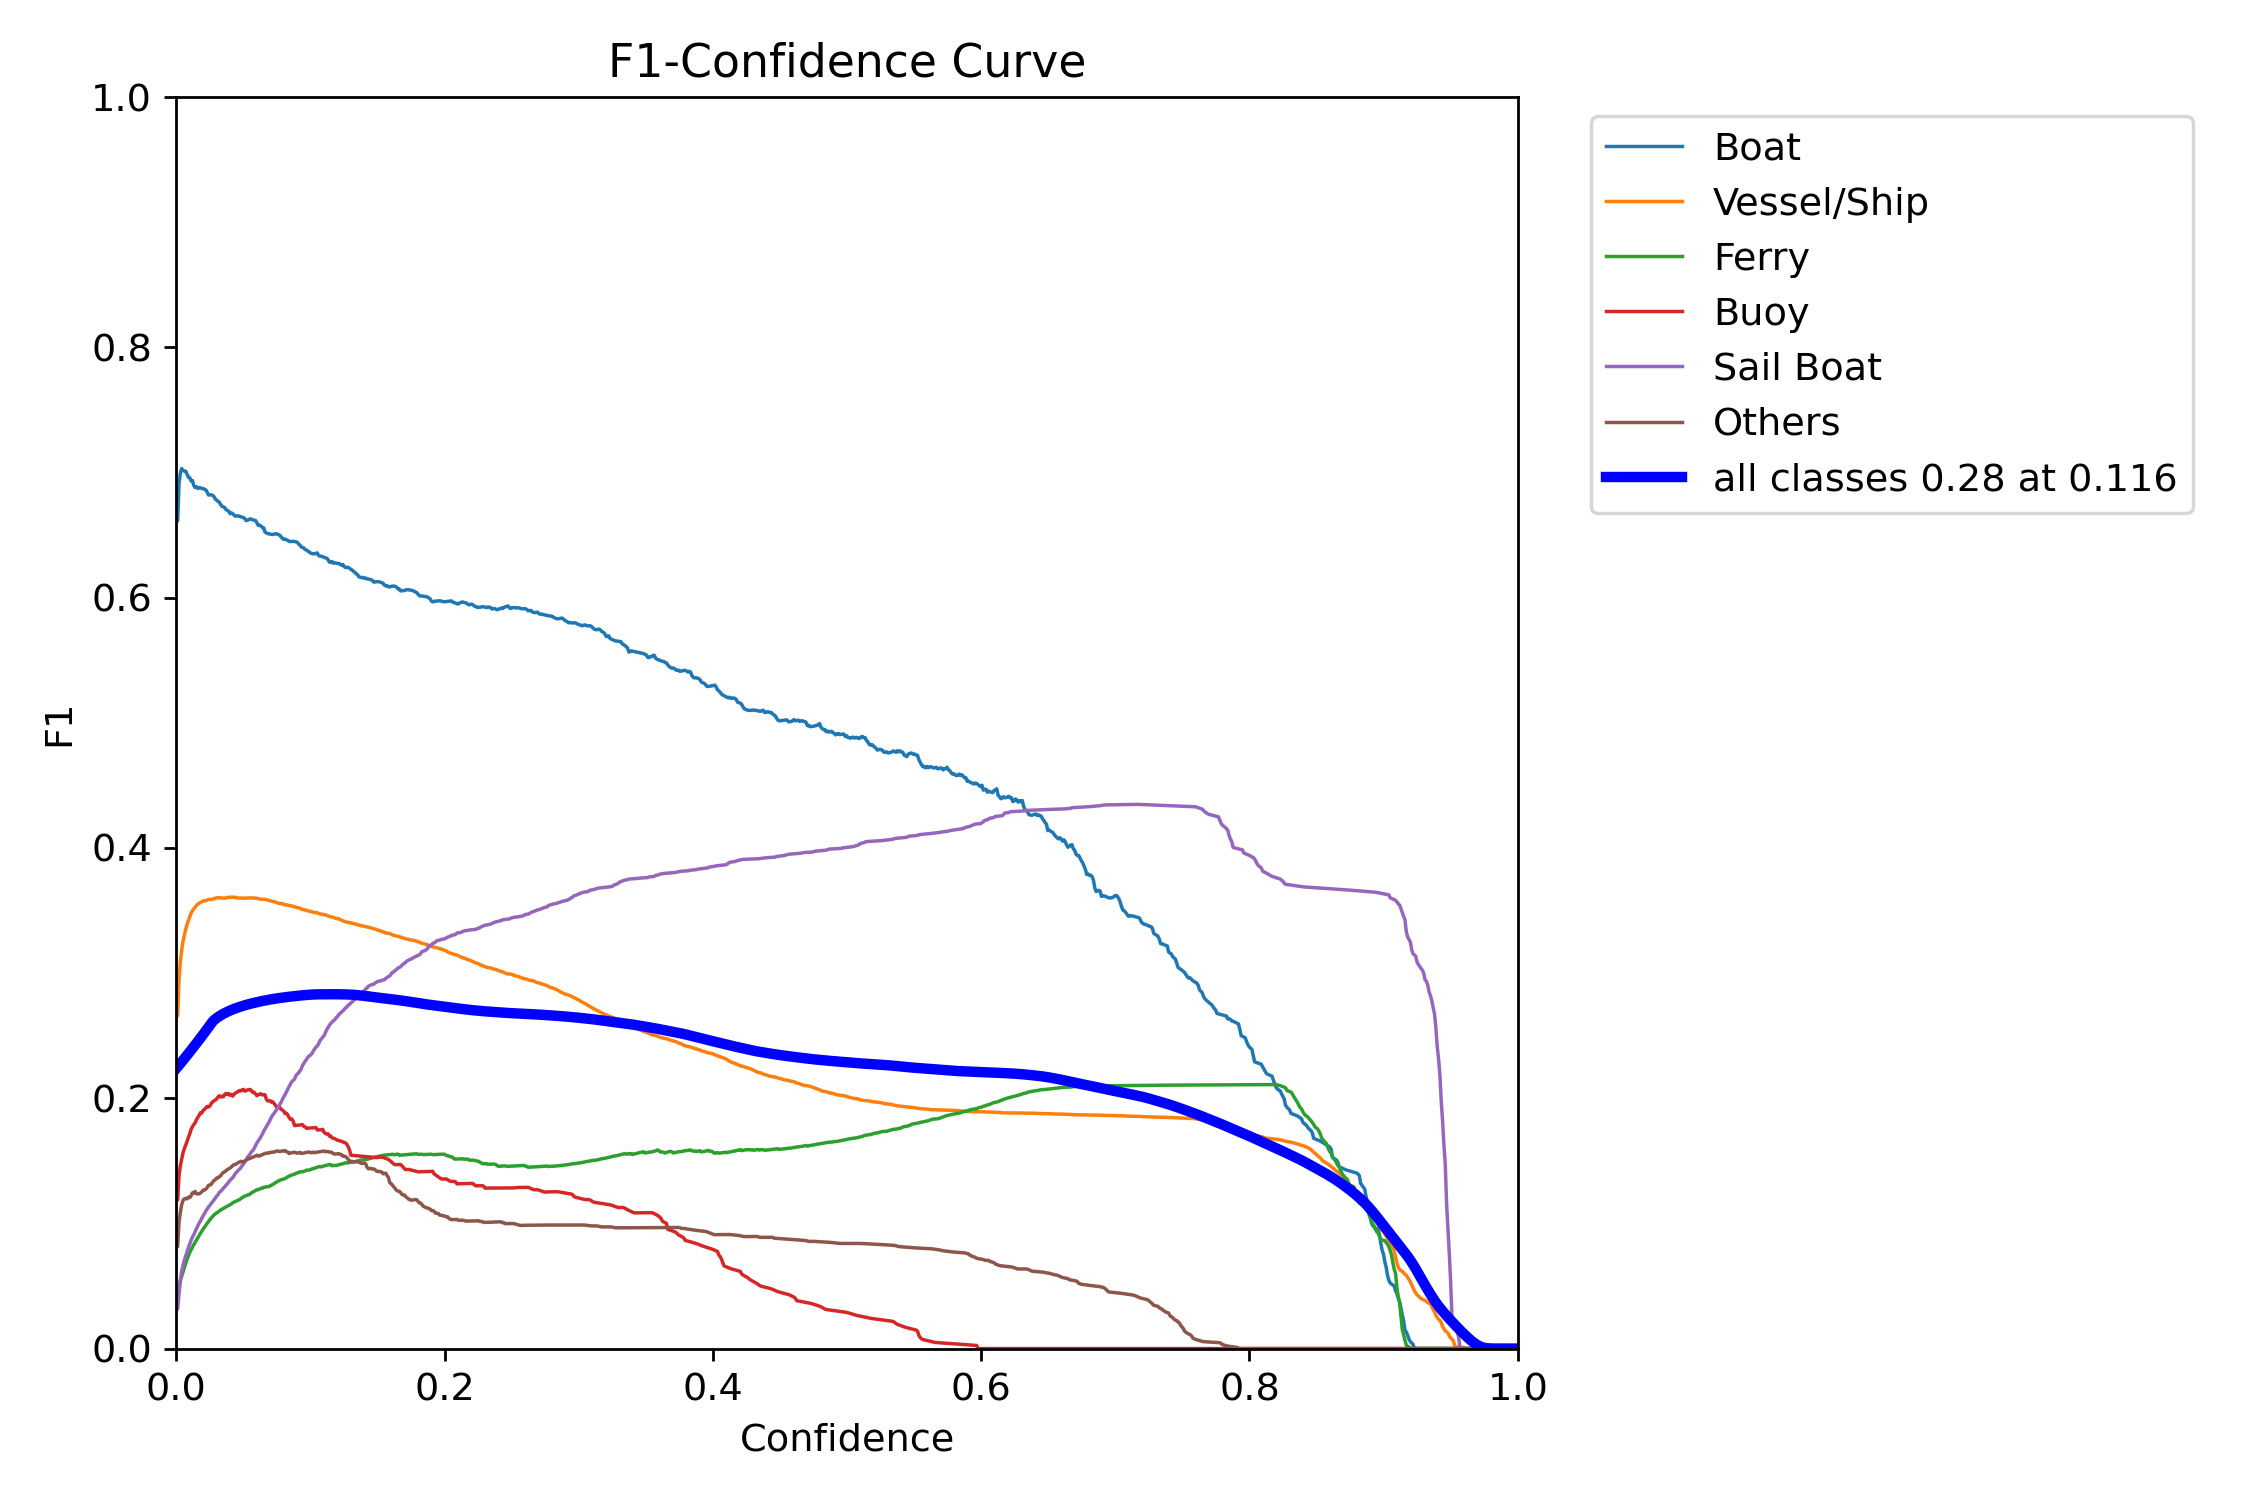 F1-Confidence Curve
1.0
0.8
0.6
0.4
0.2
0.0
F1
0.0 0.2 0.4 0.6 0.8 1.0
Confidence
Boat
Vessel/Ship
Ferry
Buoy
Sail Boat
Others
all classes 0.28 at 0.116